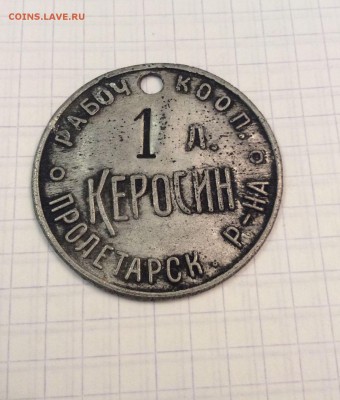 COINS.LAVE.RU
РАБОЧ. КООП.
1 Л.
КЕРОСИН
ПРОЛЕТАРСК. Р-НА